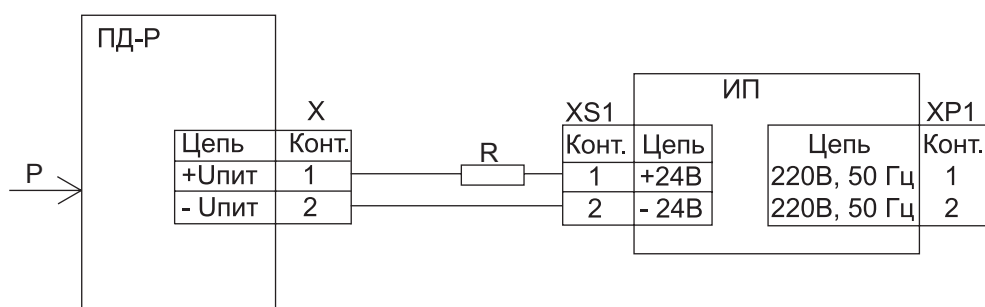 ПД-Р
ИП
X
XS1
XP1
Цепь Конт.
Конт. Цепь
Цепь Конт.
R
P
+Uпит 1
1 +24В
220В, 50 Гц 1
- Uпит 2
2 - 24В
220В, 50 Гц 2